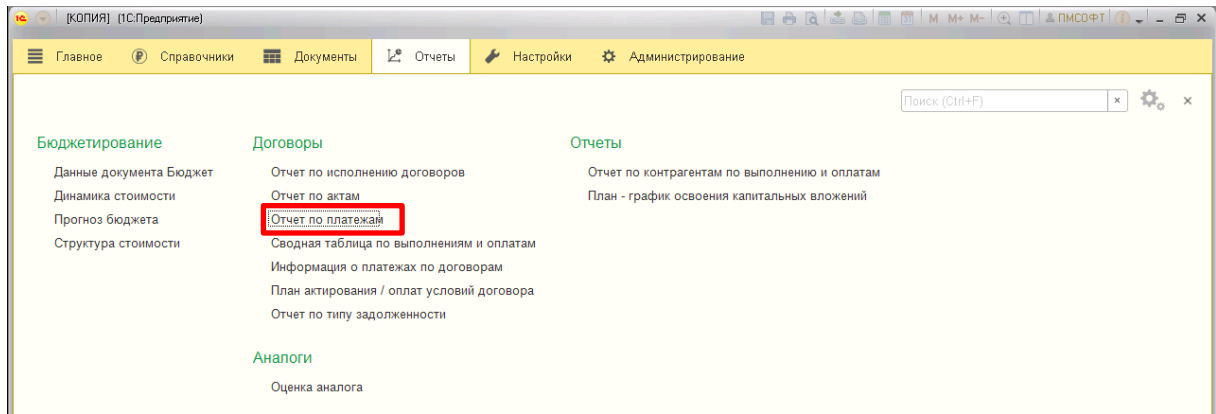 [КОПИЯ] (1С:Предприятие)
M M+ M-
ПМСОФТ
Главное
Справочники
Документы
Отчеты
Настройки
Администрирование
Поиск (Ctrl+F)
Бюджетирование
Данные документа Бюджет
Динамика стоимости
Прогноз бюджета
Структура стоимости
Договоры
Отчет по исполнению договоров
Отчет по актам
Отчет по платежам
Сводная таблица по выполнениям и оплатам
Информация о платежах по договорам
План актирования / оплат условий договора
Отчет по типу задолженности
Аналоги
Оценка аналога
Отчеты
Отчет по контрагентам по выполнению и оплатам
План - график освоения капитальных вложений